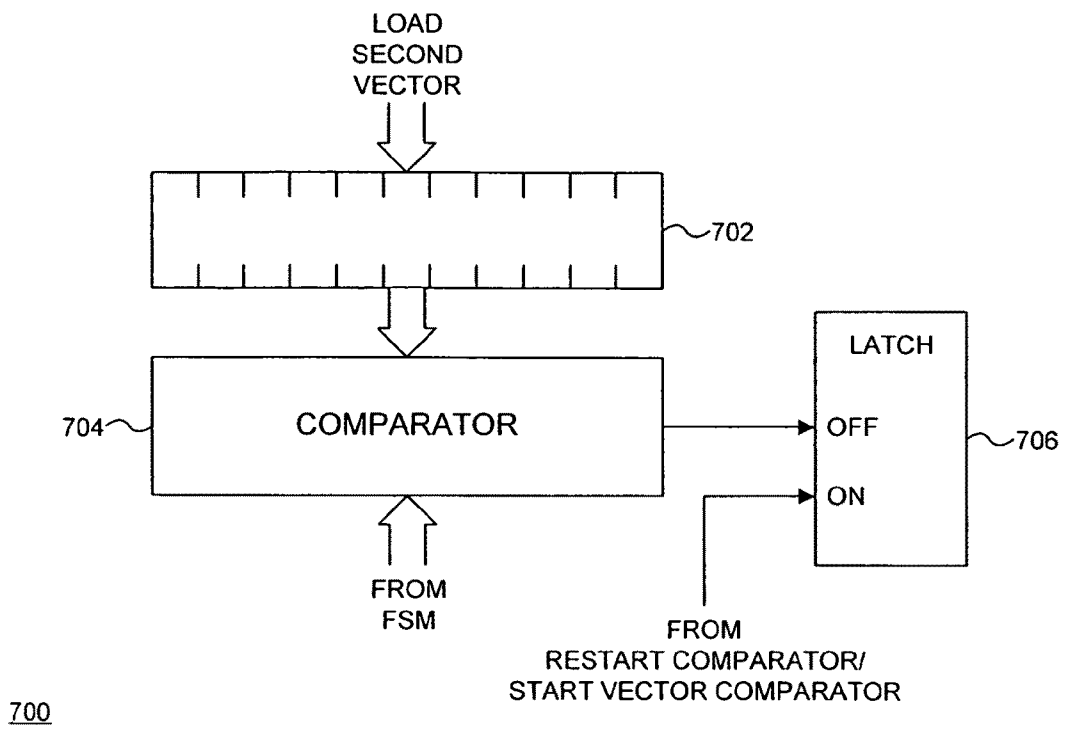 LOAD
SECOND
VECTOR
702
LATCH
704
COMPARATOR
OFF
706
ON
FROM
FSM
FROM
RESTART COMPARATOR/
START VECTOR COMPARATOR
700